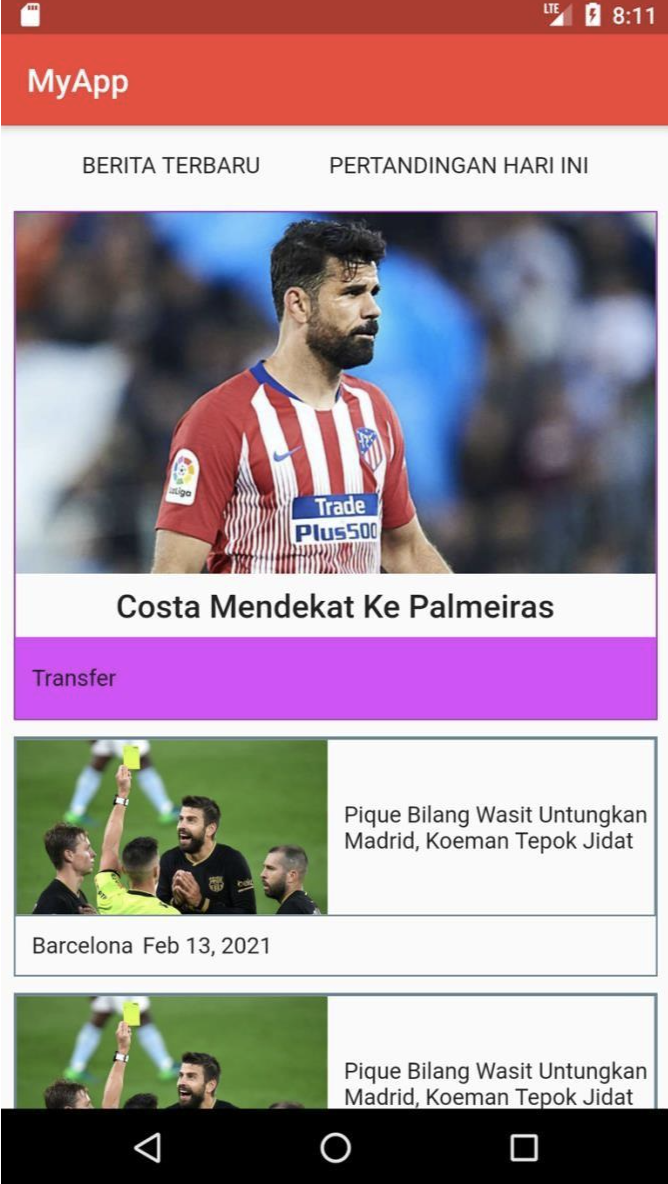 LTE 8:11
MyApp
BERITA TERBARU PERTANDINGAN HARI INI
LaLiga
Trade
Plus500
Costa Mendekat Ke Palmeiras
Transfer
Pique Bilang Wasit Untungkan
Madrid, Koeman Tepok Jidat
Barcelona Feb 13, 2021
Pique Bilang Wasit Untungkan
Madrid, Koeman Tepok Jidat